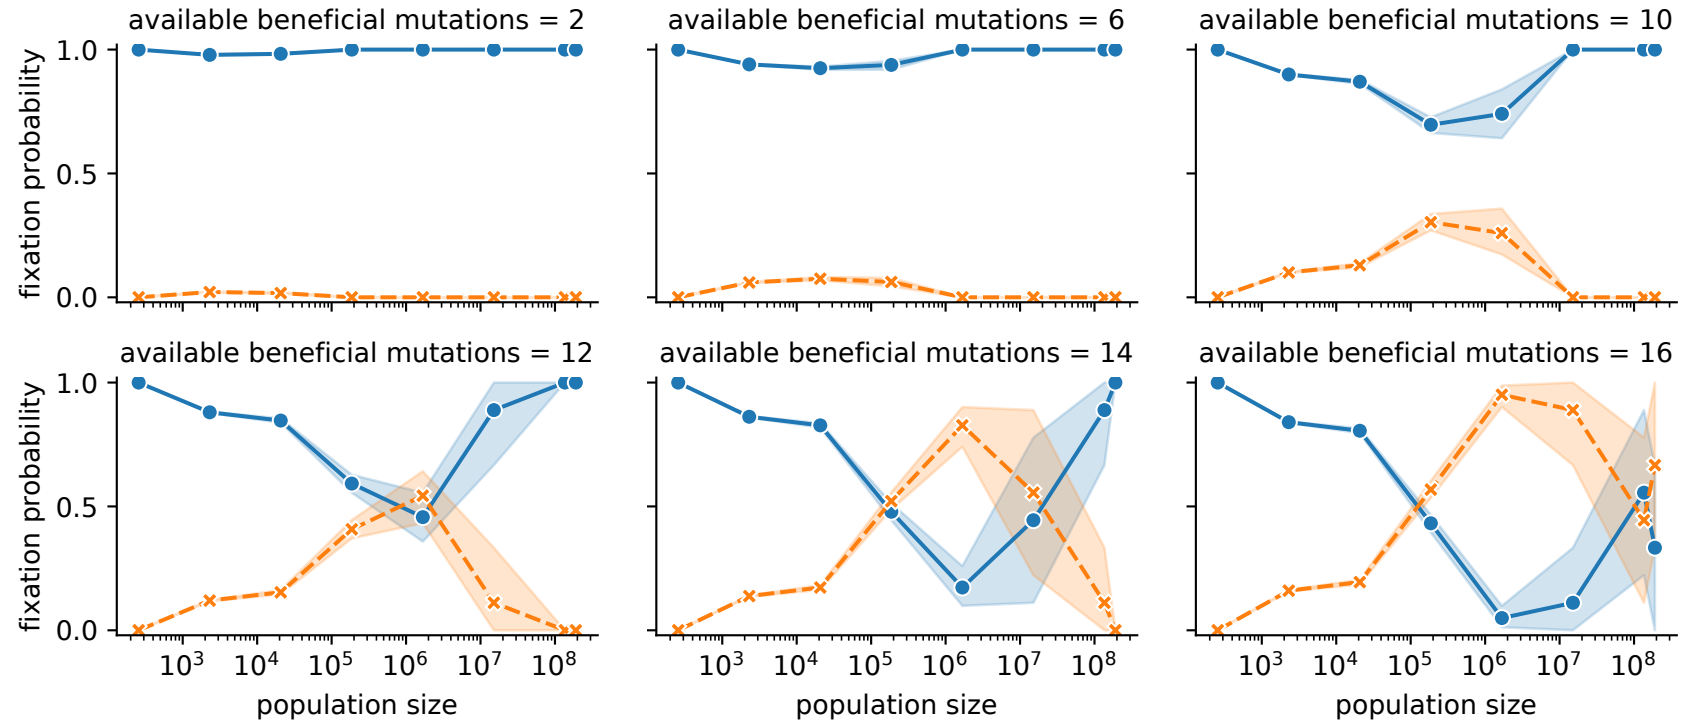 available beneficial mutations = 2
available beneficial mutations = 6
available beneficial mutations = 10
fixation probability
1.0
0.5
0.0
available beneficial mutations = 12
available beneficial mutations = 14
available beneficial mutations = 16
fixation probability
1.0
0.5
0.0
10³ 10⁴ 10⁵ 10⁶ 10⁷ 10⁸
10³ 10⁴ 10⁵ 10⁶ 10⁷ 10⁸
10³ 10⁴ 10⁵ 10⁶ 10⁷ 10⁸
population size
population size
population size